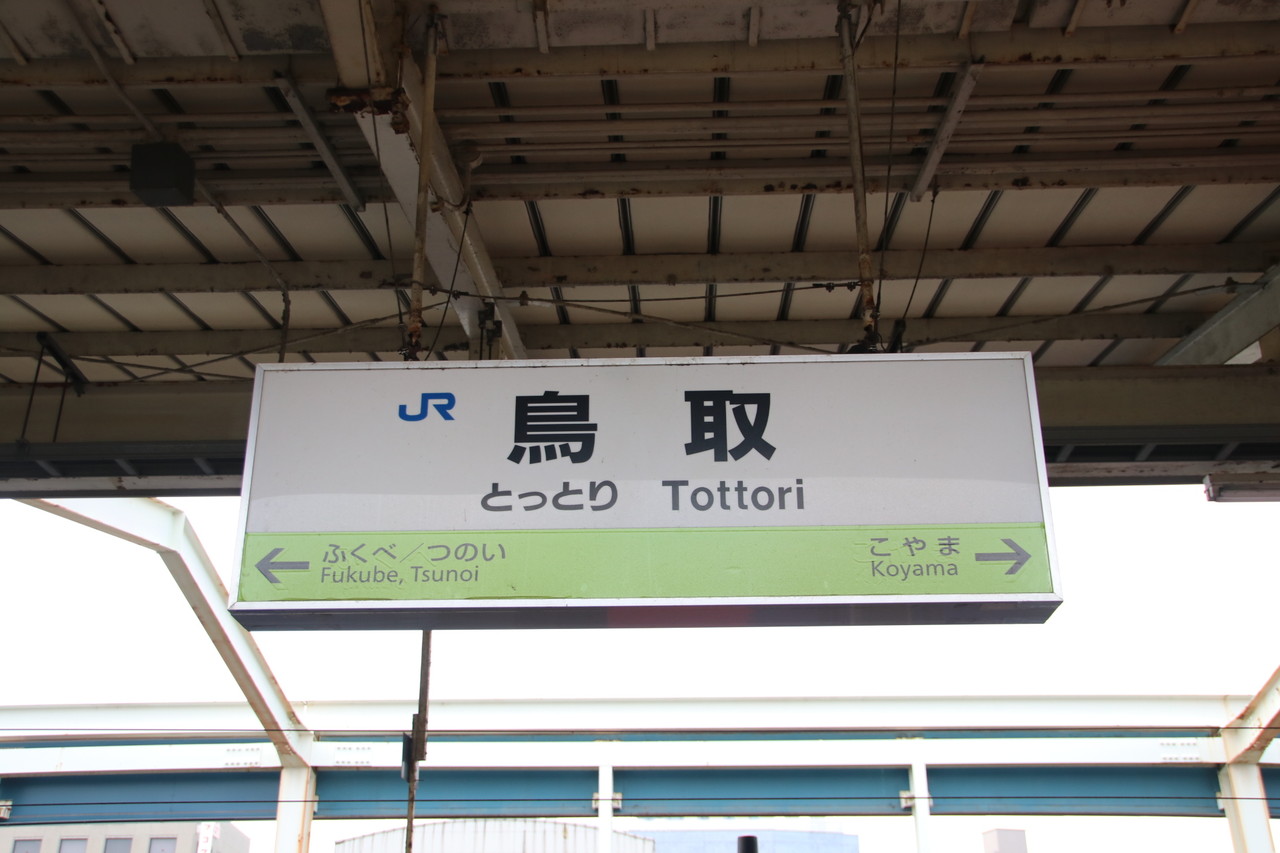 JR 鳥取
とっとり Tottori
ふくべ／つのい
Fukube, Tsunoi
こやま
Koyama